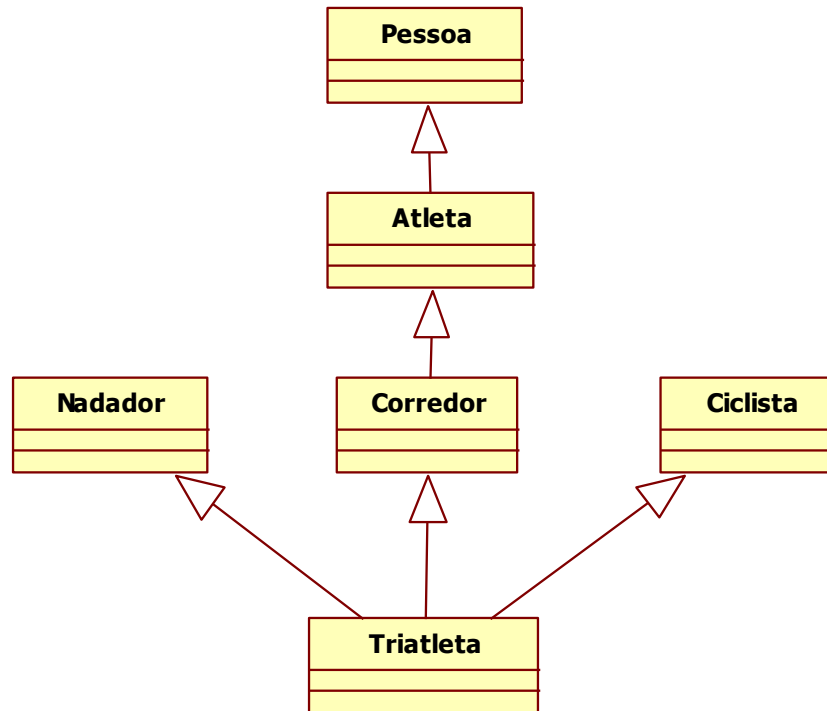 Pessoa
Atleta
Nadador
Corredor
Ciclista
Triatleta